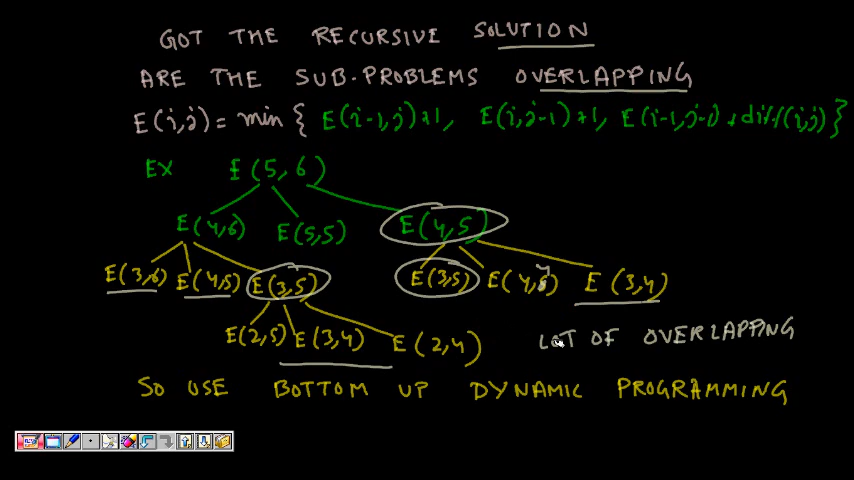 GOT THE RECURSIVE SOLUTION
ARE THE SUB-PROBLEMS OVERLAPPING
E(i,j) = min { E(i-1,j)+1, E(i,j-1)+1, E(i-1,j-1)+diff(i,j) }
EX E(5,6)
E(4,6) E(5,5) E(4,5)
E(3,6) E(4,5) E(3,5) E(3,5) E(4,4) E(3,4)
E(2,5) E(3,4) E(2,4) LOT OF OVERLAPPING
SO USE BOTTOM UP DYNAMIC PROGRAMMING